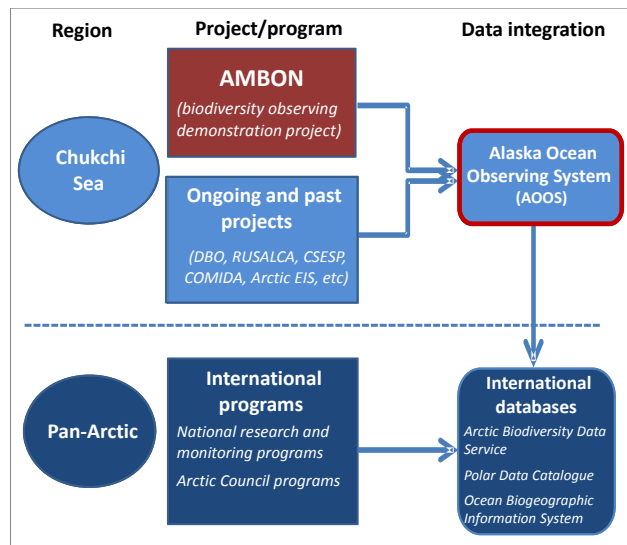 Region
Project/program
Data integration
AMBON
(biodiversity observing
demonstration project)
Chukchi
Sea
Ongoing and past
projects
(DBO, RUSALCA, CSESP,
COMIDA, Arctic EIS, etc)
Alaska Ocean
Observing System
(AOOS)
Pan-Arctic
International
programs
National research and
monitoring programs
Arctic Council programs
International
databases
Arctic Biodiversity Data
Service
Polar Data Catalogue
Ocean Biogeographic
Information System